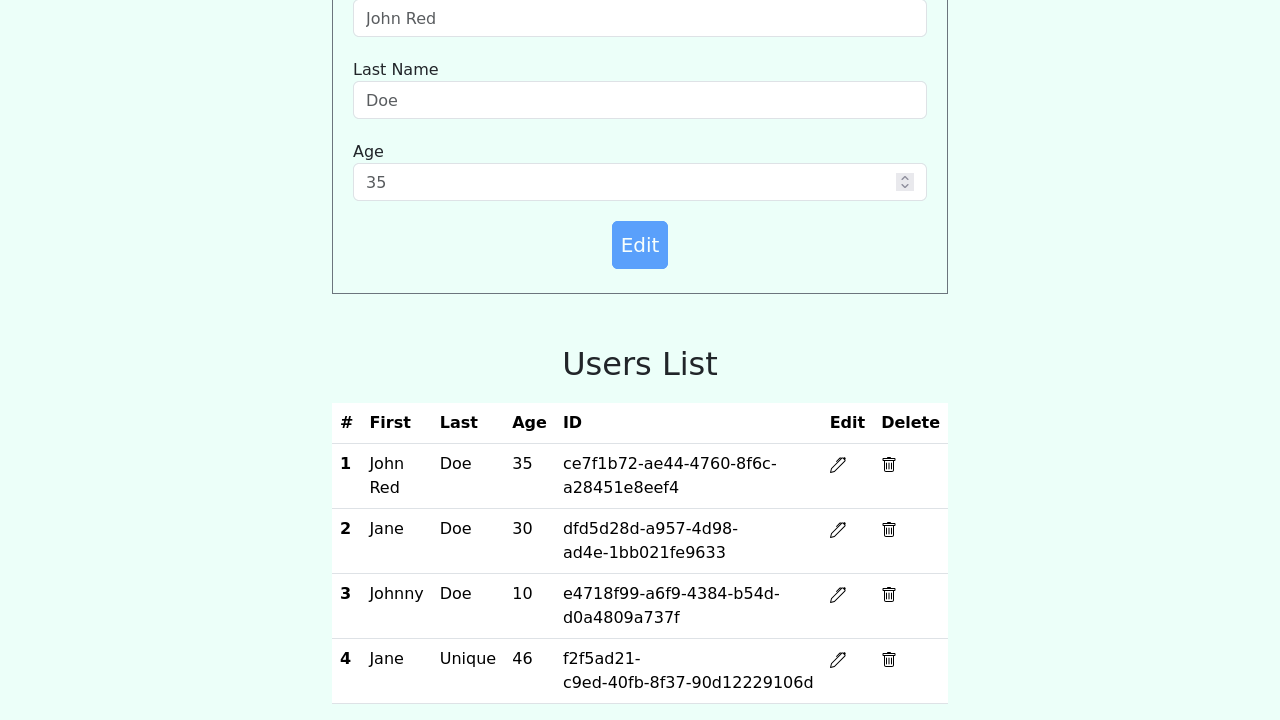 John Red
Last Name
Doe
Age
35
Edit
Users List
# First Last Age ID Edit Delete
1 John Red Doe 35 ce7f1b72-ae44-4760-8f6c-
a28451e8eef4
2 Jane Doe 30 dfd5d28d-a957-4d98-
ad4e-1bb021fe9633
3 Johnny Doe 10 e4718f99-a6f9-4384-b54d-
d0a4809a737f
4 Jane Unique 46 f2f5ad21-
c9ed-40fb-8f37-90d12229106d